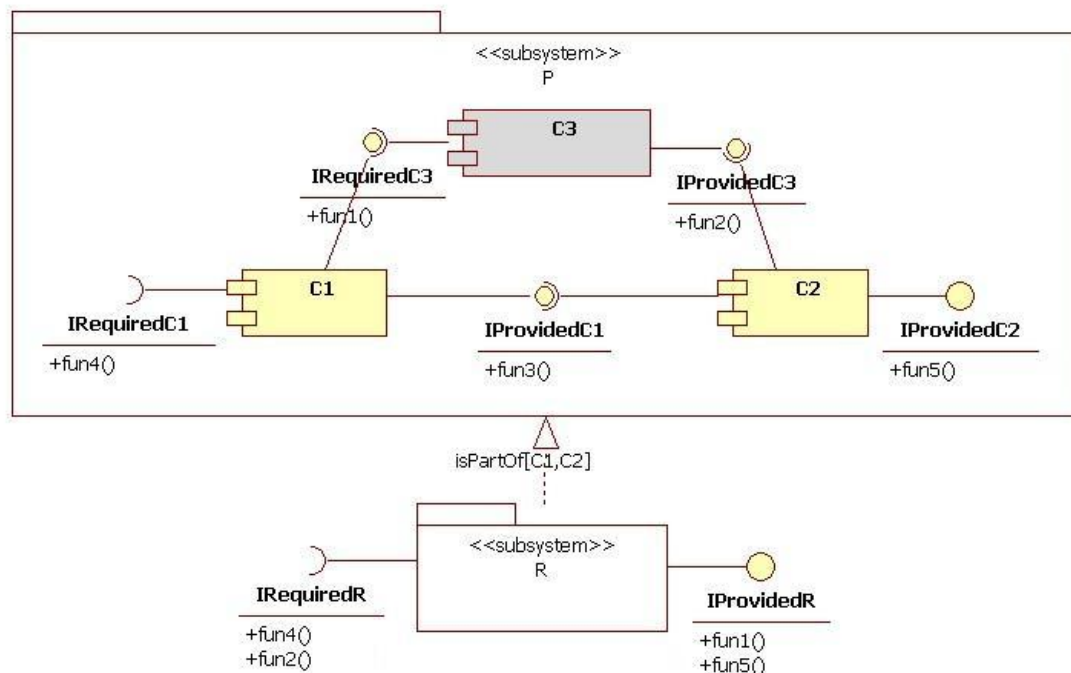 <<subsystem>>
P
C3
IRequiredC3
+fun1()
IProvidedC3
+fun2()
C1
C2
IRequiredC1
+fun4()
IProvidedC1
+fun3()
IProvidedC2
+fun5()
isPartOf[C1,C2]
<<subsystem>>
R
IRequiredR
+fun4()
+fun2()
IProvidedR
+fun1()
+fun5()